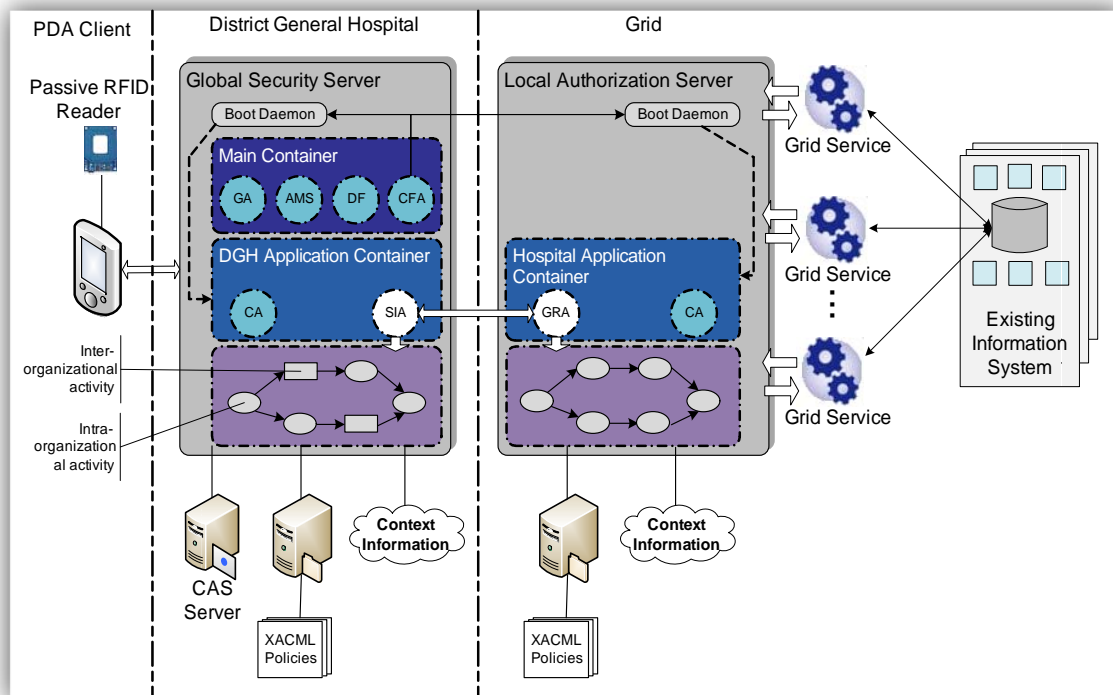 PDA Client
District General Hospital
Grid
Passive RFID
Reader
Global Security Server
Local Authorization Server
Boot Daemon
Boot Daemon
Grid Service
Main Container
GA
AMS
DF
CFA
DGH Application Container
Hospital Application
Container
Grid Service
CA
SIA
GRA
CA
Existing
Information
System
Inter-
organizational
activity
Grid Service
Intra-
organization
al activity
Context
Information
Context
Information
CAS
Server
XACML
Policies
XACML
Policies